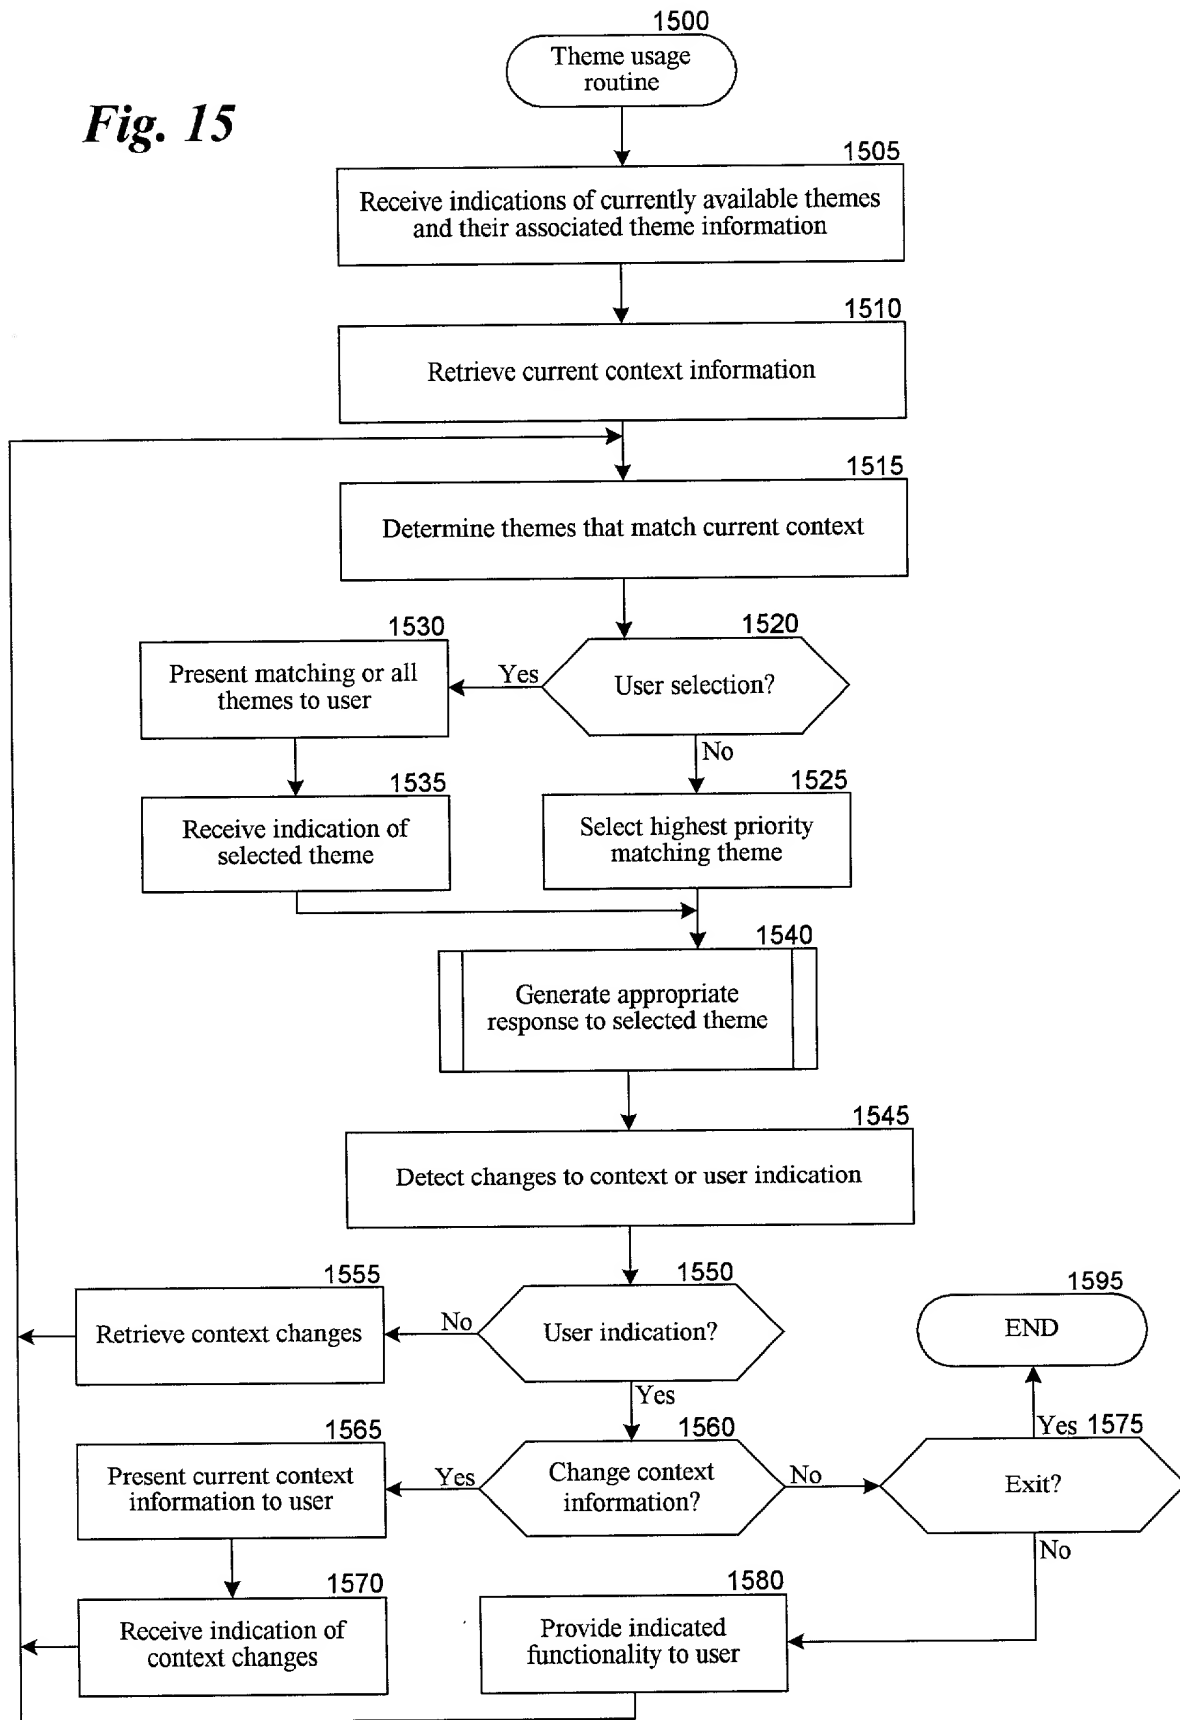 1500
Theme usage
routine
Fig. 15
1505
Receive indications of currently available themes
and their associated theme information
1510
Retrieve current context information
1515
Determine themes that match current context
1530
Present matching or all
themes to user
Yes
1520
User selection?
No
1535
Receive indication of
selected theme
1525
Select highest priority
matching theme
1540
Generate appropriate
response to selected theme
1545
Detect changes to context or user indication
1555
Retrieve context changes
No
1550
User indication?
Yes
1595
END
1565
Present current context
information to user
Yes
1560
Change context
information?
No
Yes 1575
Exit?
No
1570
Receive indication of
context changes
1580
Provide indicated
functionality to user